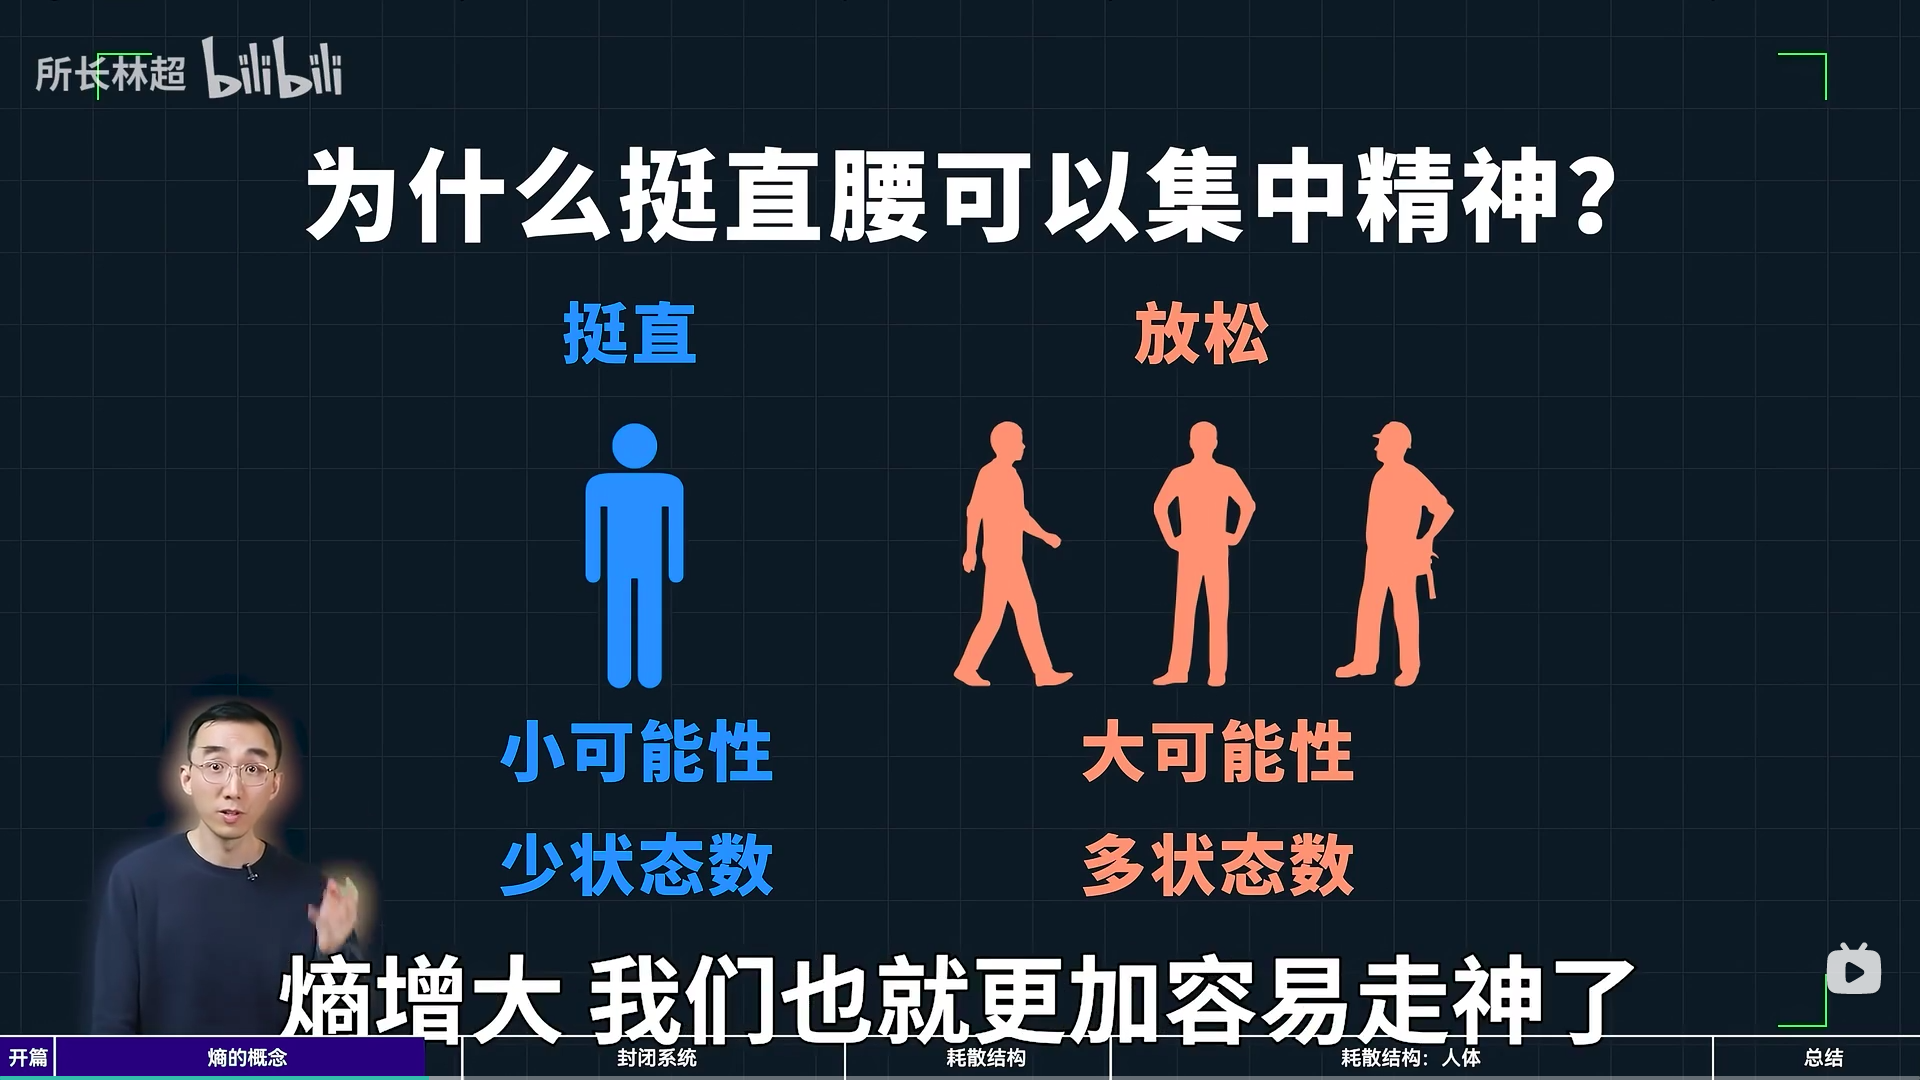 所长林超 bilibili
为什么挺直腰可以集中精神？
挺直 放松
小可能性 大可能性
少状态数 多状态数
熵增大 我们也就更加容易走神了
开篇 熵的概念 封闭系统 耗散结构 耗散结构：人体 总结